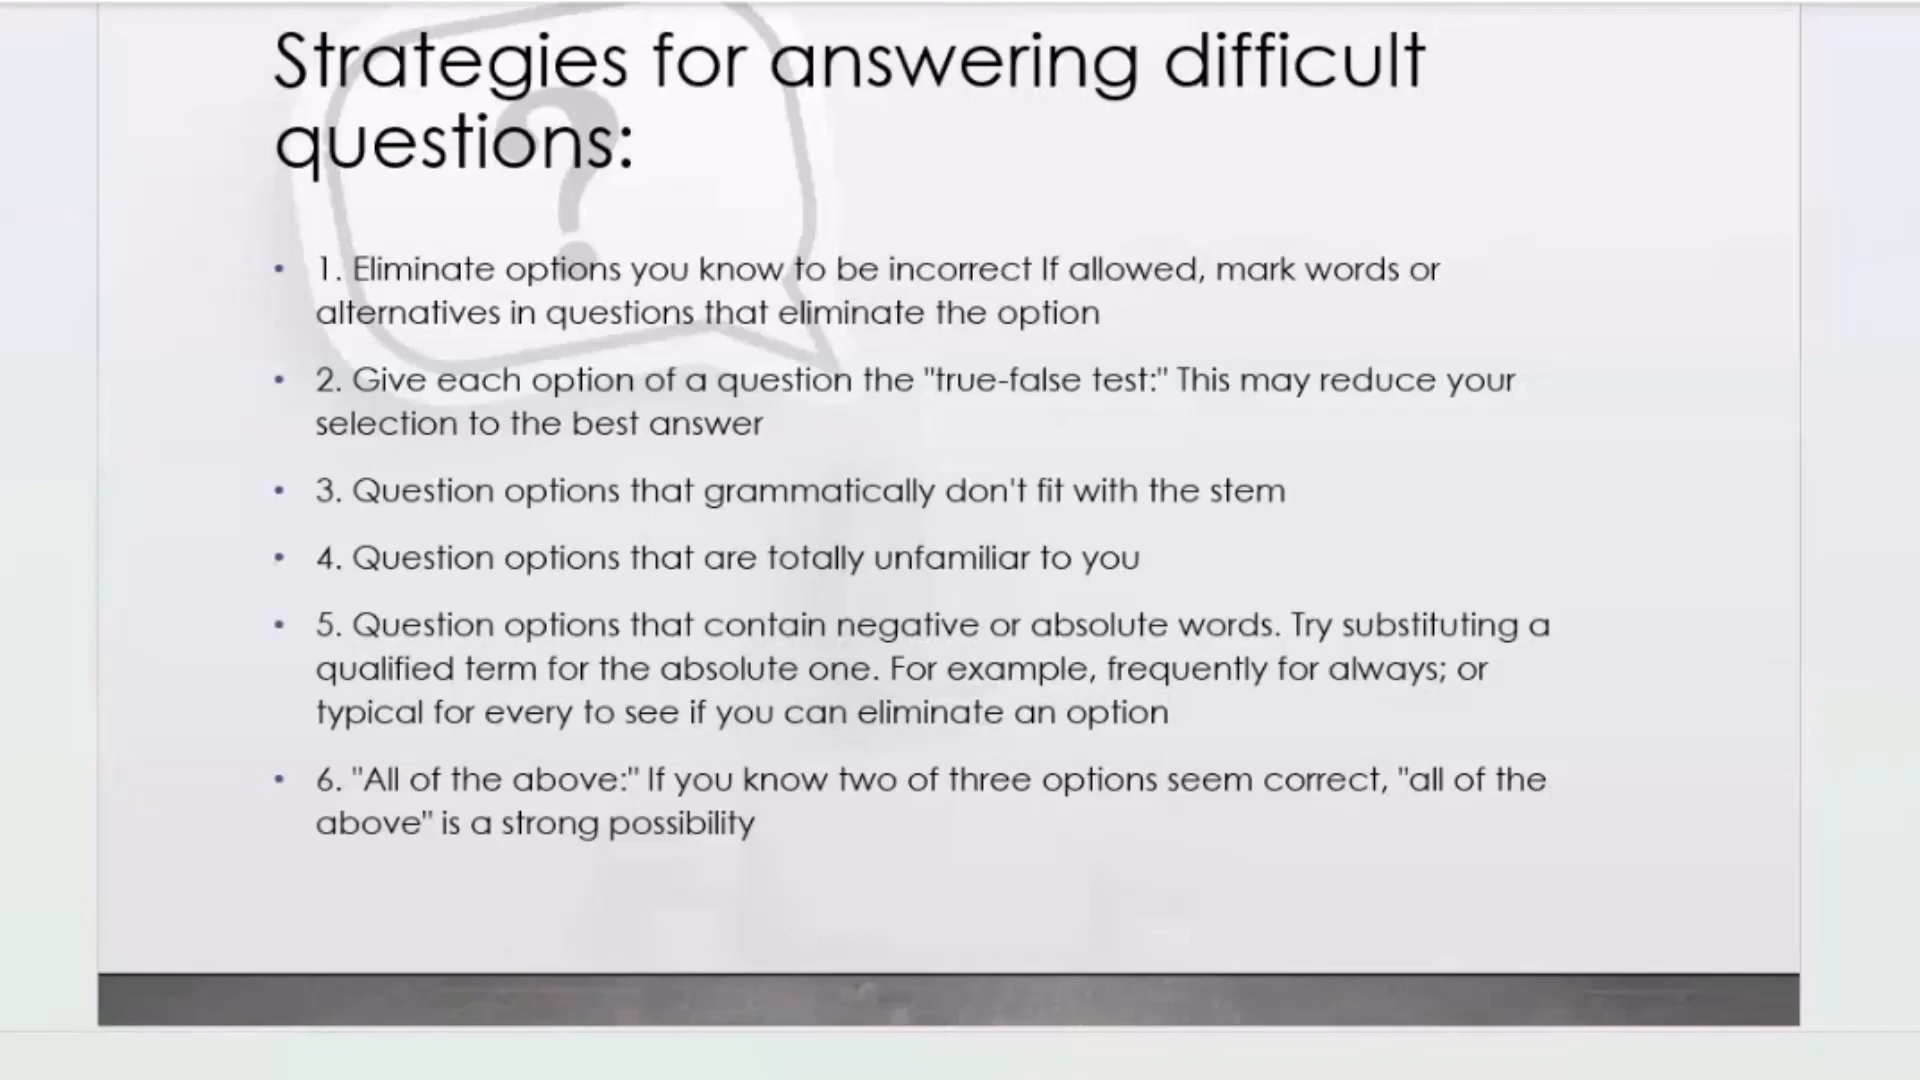 Strategies for answering difficult
questions:
• 1. Eliminate options you know to be incorrect If allowed, mark words or
alternatives in questions that eliminate the option
• 2. Give each option of a question the "true-false test:" This may reduce your
selection to the best answer
• 3. Question options that grammatically don't fit with the stem
• 4. Question options that are totally unfamiliar to you
• 5. Question options that contain negative or absolute words. Try substituting a
qualified term for the absolute one. For example, frequently for always; or
typical for every to see if you can eliminate an option
• 6. "All of the above:" If you know two of three options seem correct, "all of the
above" is a strong possibility